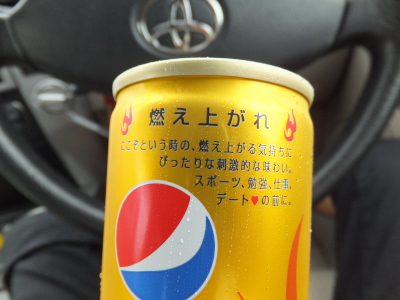 燃え上がれ
ここぞという時の、燃え上がる気持ちに
ぴったりな刺激的な味わい。
スポーツ、勉強、仕事、
デート♥の前に。